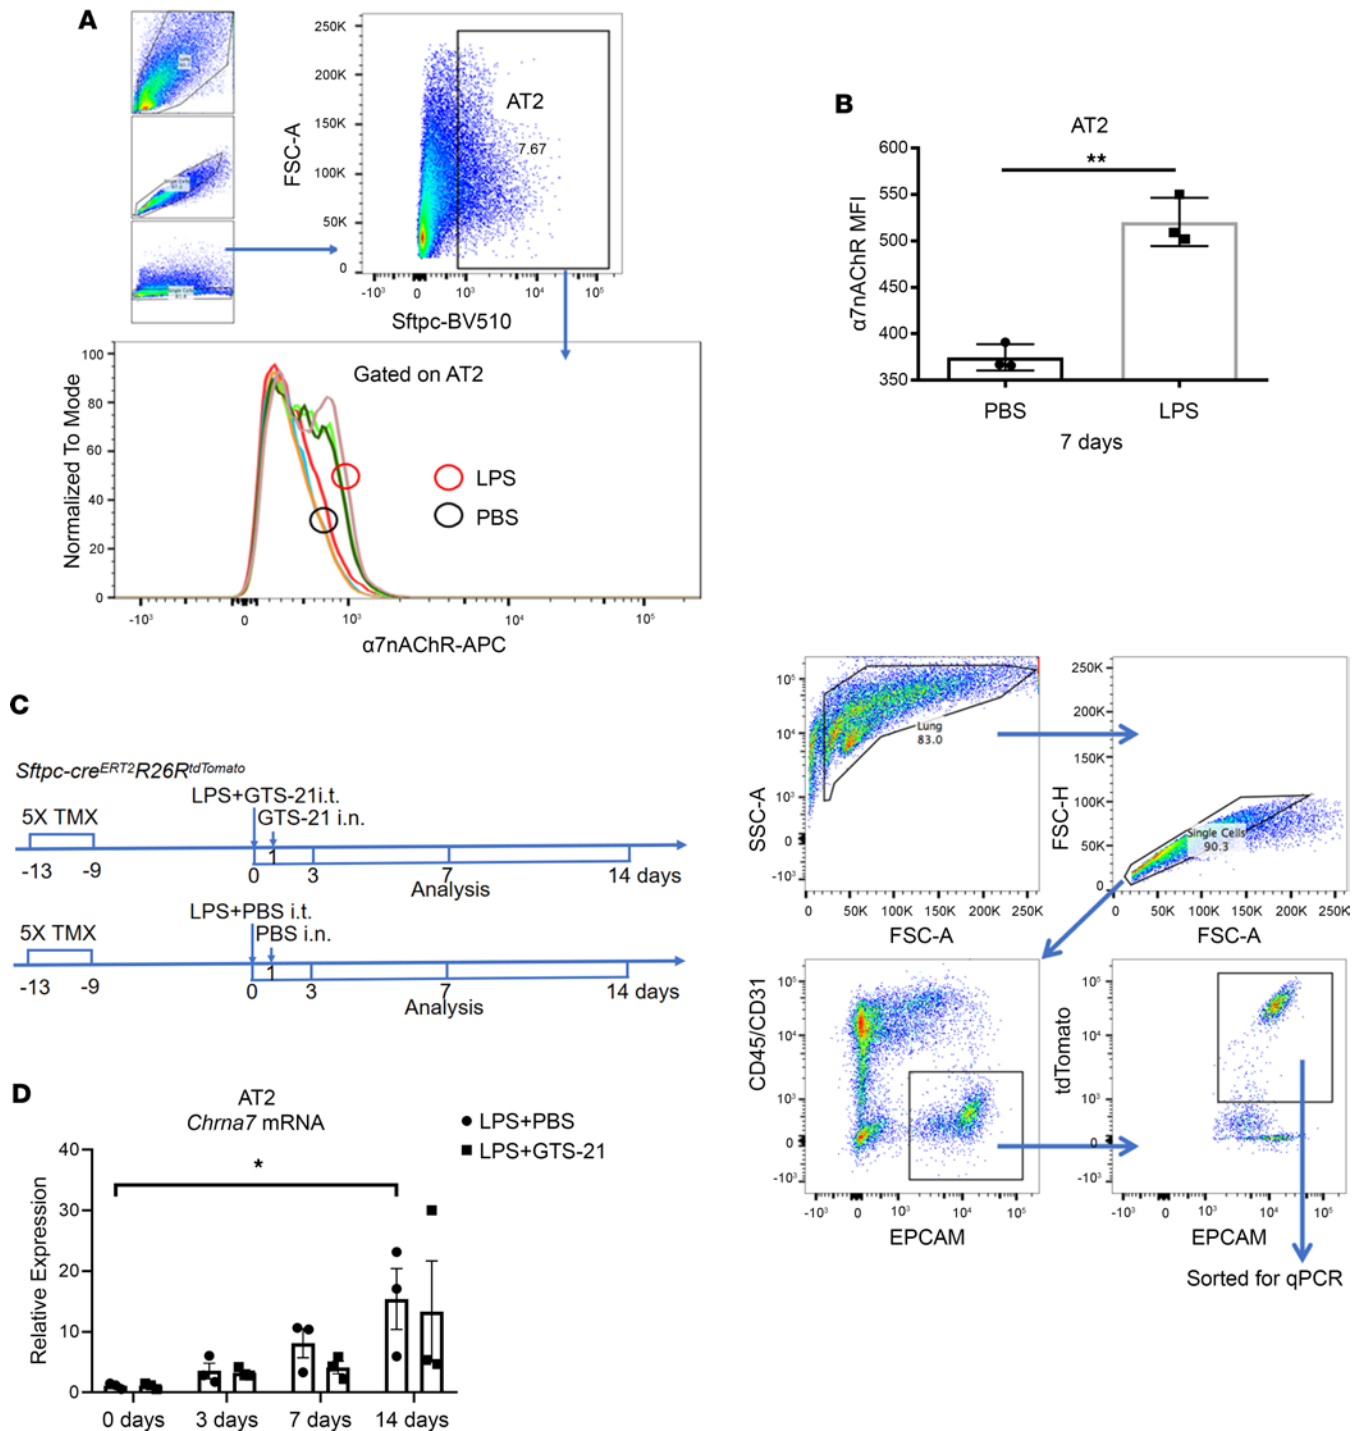 A
250K
200K
150K
100K
50K
0
FSC-A
AT2
7.67
-10³ 0 10³ 10⁴ 10⁵
Sftpc-BV510
Single Cells
Single Cells
100
80
60
40
20
0
Normalized To Mode
Gated on AT2
LPS
PBS
-10³ 0 10³ 10⁴ 10⁵
α7nAChR-APC
B
AT2
**
600
550
500
450
400
350
α7nAChR MFI
PBS LPS
7 days
C
Sftpc-cre^ERT2 R26R^tdTomato
LPS+GTS-21i.t.
5X TMX GTS-21 i.n.
1
-13 -9 0 3 7 14 days
Analysis
LPS+PBS i.t.
5X TMX PBS i.n.
1
-13 -9 0 3 7 14 days
Analysis
10⁵
10⁴
10³
0
-10³
SSC-A
Lung
83.0
0 50K 100K 150K 200K 250K
FSC-A
250K
200K
150K
100K
50K
0
FSC-H
Single Cells
90.3
0 50K 100K 150K 200K 250K
FSC-A
10⁵
10⁴
10³
0
-10³
CD45/CD31
-10³ 0 10³ 10⁴ 10⁵
EPCAM
10⁵
10⁴
10³
0
-10³
tdTomato
-10³ 0 10³ 10⁴ 10⁵
EPCAM
Sorted for qPCR
D
AT2
Chrna7 mRNA
LPS+PBS
LPS+GTS-21
*
40
30
20
10
0
Relative Expression
0 days 3 days 7 days 14 days